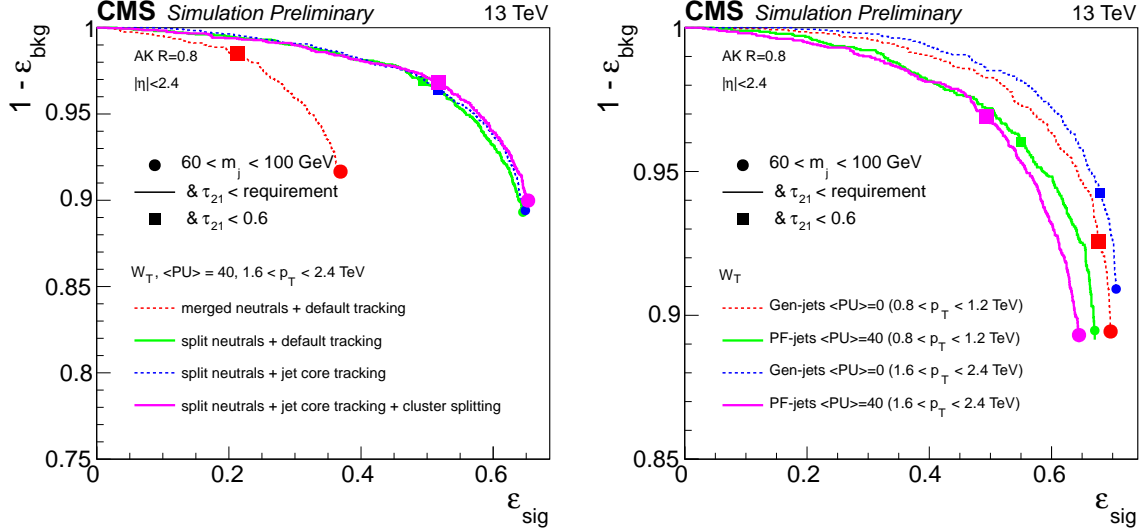 CMS Simulation Preliminary 13 TeV
1 - ε_bkg
1
0.95
0.9
0.85
0.8
0.75
AK R=0.8
|η|<2.4
60 < m_j < 100 GeV
& τ_21 < requirement
& τ_21 < 0.6
W_T, <PU> = 40, 1.6 < p_T < 2.4 TeV
merged neutrals + default tracking
split neutrals + default tracking
split neutrals + jet core tracking
split neutrals + jet core tracking + cluster splitting
0 0.2 0.4 0.6
ε_sig
CMS Simulation Preliminary 13 TeV
1 - ε_bkg
1
0.95
0.9
0.85
AK R=0.8
|η|<2.4
60 < m_j < 100 GeV
& τ_21 < requirement
& τ_21 < 0.6
W_T
Gen-jets <PU>=0 (0.8 < p_T < 1.2 TeV)
PF-jets <PU>=40 (0.8 < p_T < 1.2 TeV)
Gen-jets <PU>=0 (1.6 < p_T < 2.4 TeV)
PF-jets <PU>=40 (1.6 < p_T < 2.4 TeV)
0 0.2 0.4 0.6
ε_sig